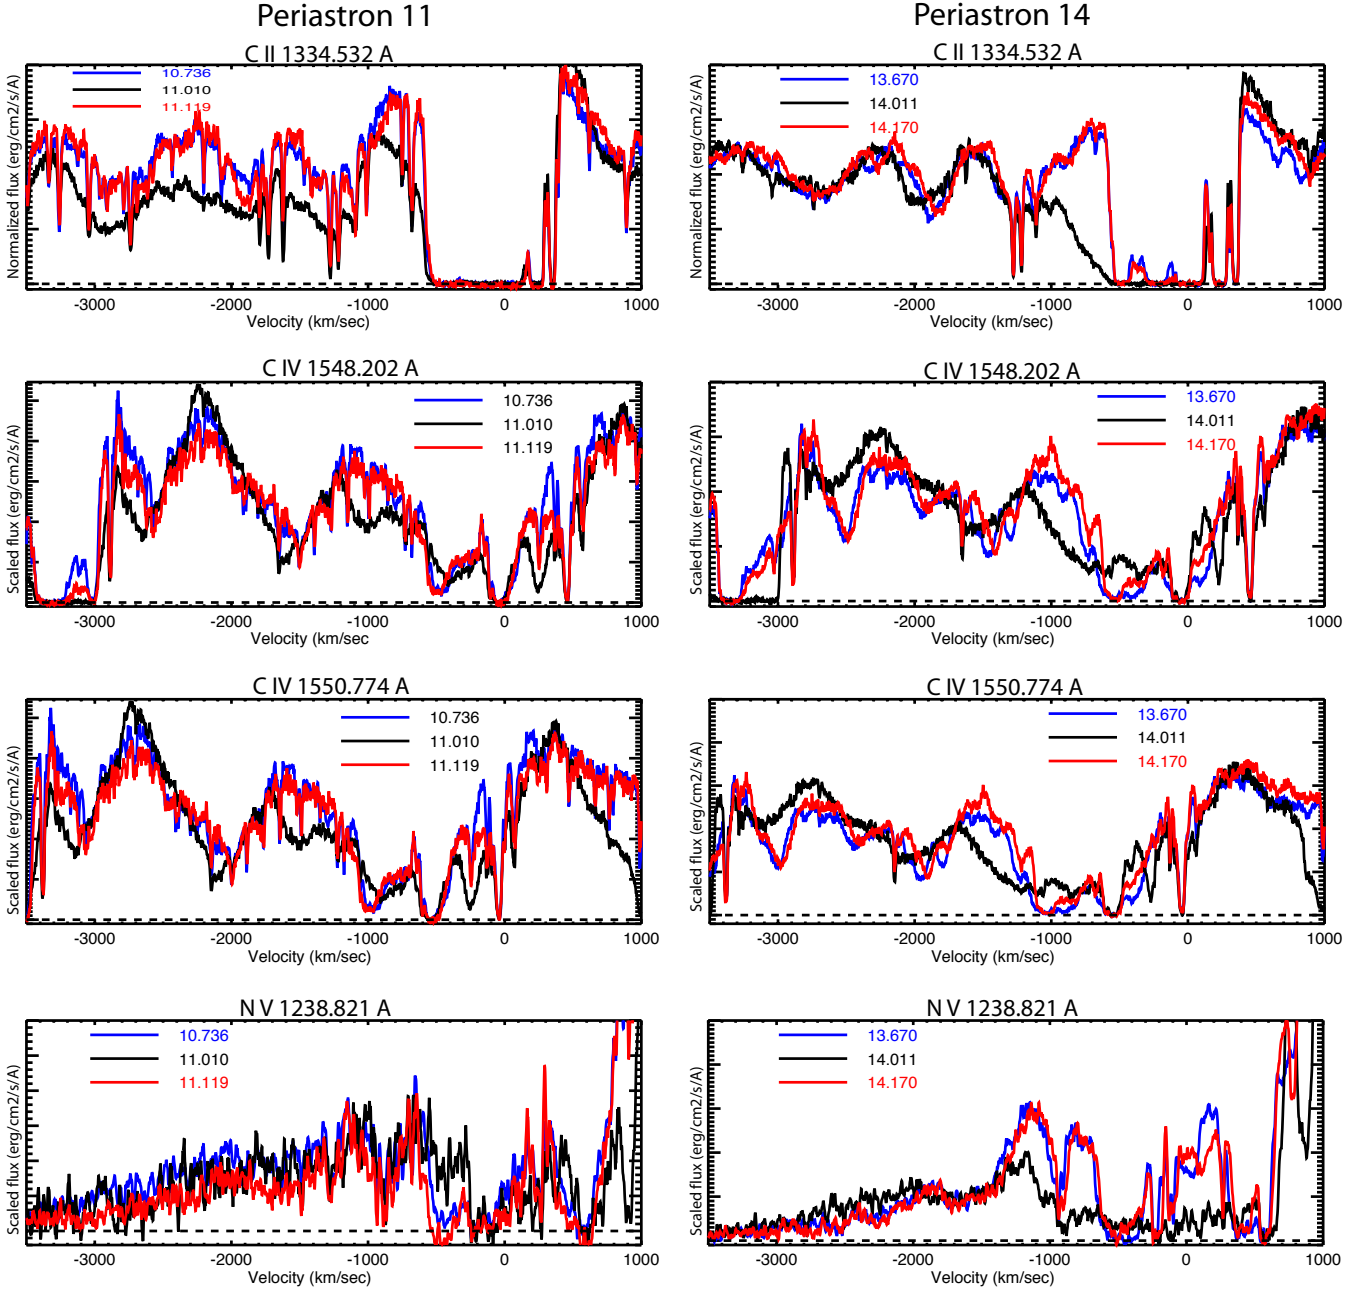 Periastron 11
Periastron 14
C II 1334.532 A
C II 1334.532 A
Normalized flux (erg/cm2/s/A)
10.736
11.010
11.119
-3000 -2000 -1000 0 1000
Velocity (km/sec)
Normalized flux (erg/cm2/s/A)
13.670
14.011
14.170
-3000 -2000 -1000 0 1000
Velocity (km/sec)
C IV 1548.202 A
C IV 1548.202 A
Scaled flux (erg/cm2/s/A)
10.736
11.010
11.119
-3000 -2000 -1000 0 1000
Velocity (km/sec
Scaled flux (erg/cm2/s/A)
13.670
14.011
14.170
-3000 -2000 -1000 0 1000
Velocity (km/sec)
C IV 1550.774 A
C IV 1550.774 A
Scaled flux (erg/cm2/s/A)
10.736
11.010
11.119
-3000 -2000 -1000 0 1000
Velocity (km/sec)
Scaled flux (erg/cm2/s/A)
13.670
14.011
14.170
-3000 -2000 -1000 0 1000
Velocity (km/sec)
N V 1238.821 A
N V 1238.821 A
Scaled flux (erg/cm2/s/A)
10.736
11.010
11.119
-3000 -2000 -1000 0 1000
Velocity (km/sec)
Scaled flux (erg/cm2/s/A)
13.670
14.011
14.170
-3000 -2000 -1000 0 1000
Velocity (km/sec)